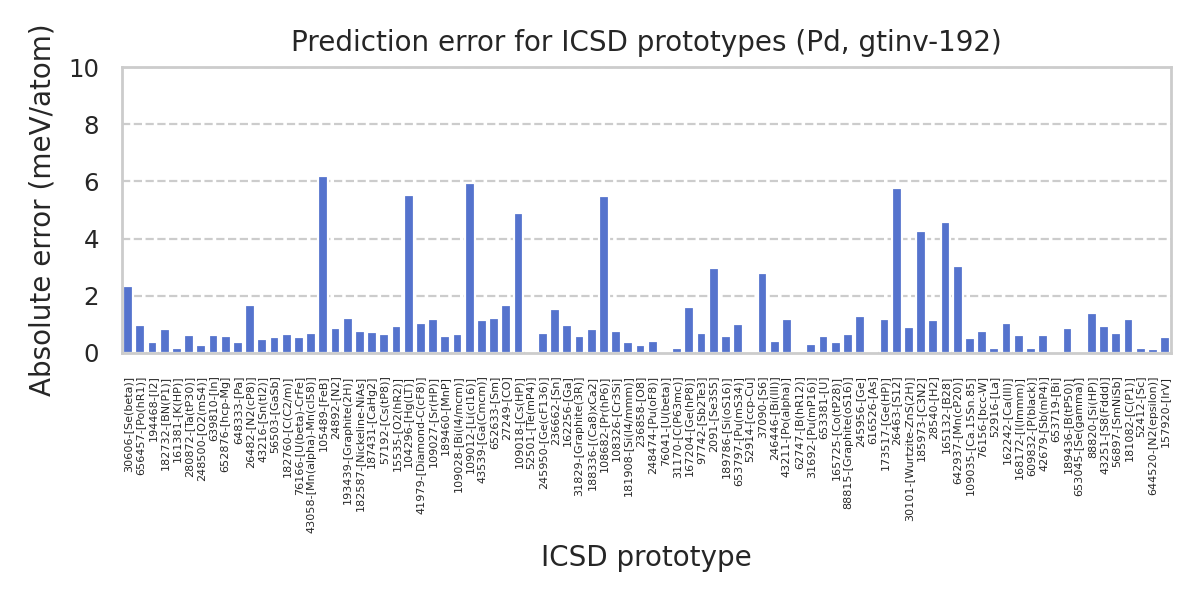 Prediction error for ICSD prototypes (Pd, gtinv-192)
Absolute error (meV/atom)
10
8
6
4
2
0
30606-[Se(beta)]
656457-[Po(hR1)]
194468-[I2]
182732-[BN(P1)]
16381-[K(HP)]
280872-[Ta(tP30)]
248500-[O2(mS4)]
639810-[In]
652876-[hcp-Mg]
64833-[Pa]
26482-[N2(cP8)]
43216-[Sn(tI2)]
56503-[GaSb]
182760-[C(C2/m)]
76166-[U(beta)-CrFe]
43058-[Mn(alpha)-Mn(cI58)]
105489-[FeB]
24892-[N2]
193439-[Graphite(2H)]
182587-[Nickeline-NiAs]
187431-[CaHg2]
57192-[Cs(tP8)]
15535-[O2(hR2)]
104296-[Hg(LT)]
41979-[Diamond-C(cF8)]
109027-[Sr(HP)]
189460-[MnP]
109028-[Bi(I4/mcm)]
109012-[Li(cI16)]
43539-[Ga(Cmcm)]
652633-[Sm]
27249-[CO]
109018-[Cs(HP)]
52501-[Te(mP4)]
245950-[Ge(cF136)]
236662-[Sn]
162256-[Ga]
31829-[Graphite(3R)]
188336-[(Ca8)xCa2]
108682-[Pr(hP6)]
108326-[Cr3Si]
181908-[Si(I4/mmm)]
236858-[O8]
248474-[Pu(oF8)]
76041-[U(beta)]
31170-[C(P63mc)]
167204-[Ge(hP8)]
97742-[Sb2Te3]
2091-[Se3S5]
189786-[Si(oS16)]
653797-[Pu(mS34)]
52914-[ccp-Cu]
37090-[S6]
246446-[Bi(III)]
43211-[Po(alpha)]
62747-[B(hR12)]
31692-[Pu(mP16)]
653381-[U]
165725-[Co(tP28)]
88815-[Graphite(oS16)]
245956-[Ge]
616526-[As]
173517-[Ge(HP)]
26463-[S12]
30101-[Wurtzite-ZnS(2H)]
185973-[C3N2]
28540-[H2]
165132-[B28]
642937-[Mn(cP20)]
109035-[Ca.15Sn.85]
76156-[bcc-W]
52916-[La]
162242-[Ca(III)]
168172-[I(Immm)]
609832-[P(black)]
42679-[Sb(mP4)]
653719-[Bi]
189436-[B(tP50)]
653045-[Se(gamma)]
88820-[Si(HP)]
43251-[S8(Fddd)]
56897-[SmNiSb]
181082-[C(P1)]
52412-[Sc]
644520-[N2(epsilon)]
157920-[IrV]
ICSD prototype